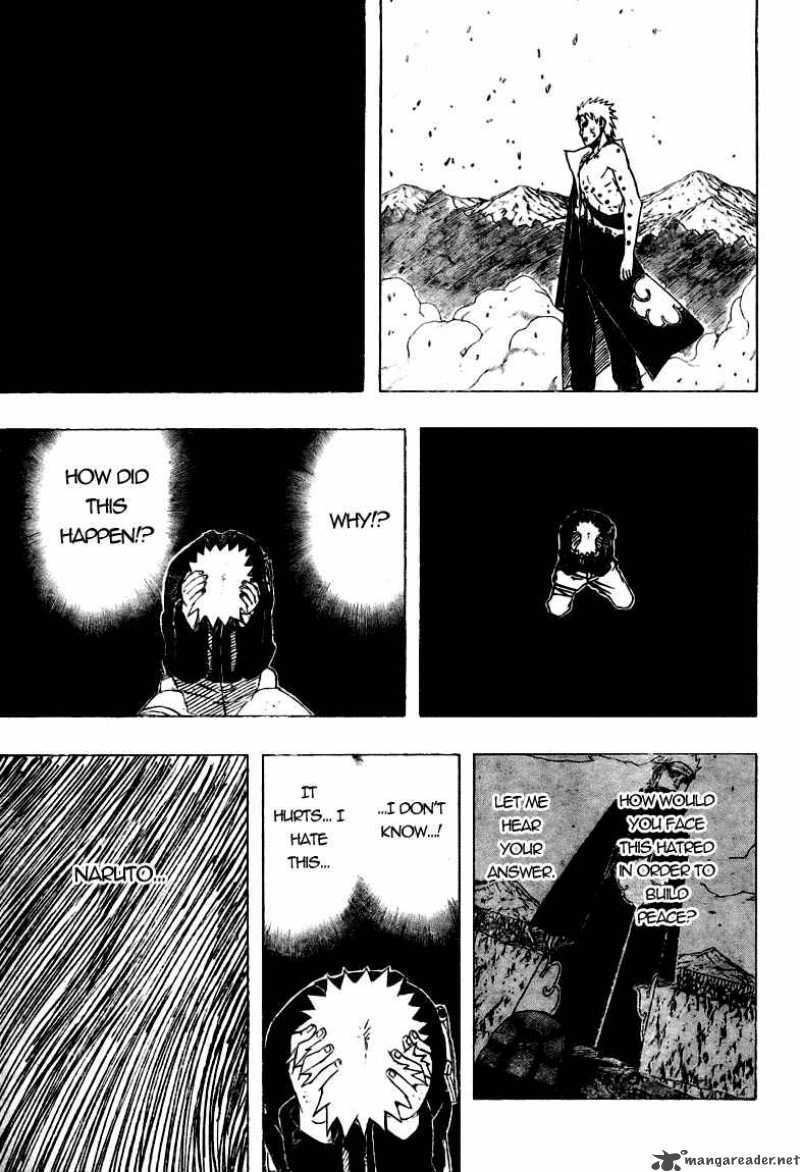 WHY!?
HOW DID
THIS
HAPPEN!?
HOW WOULD
YOU FACE
THIS HATRED
IN ORDER TO
BUILD
PEACE?
LET ME
HEAR
YOUR
ANSWER.
...I DON'T
KNOW...!
IT
HURTS... I
HATE
THIS...
NARUTO...
mangareader.net